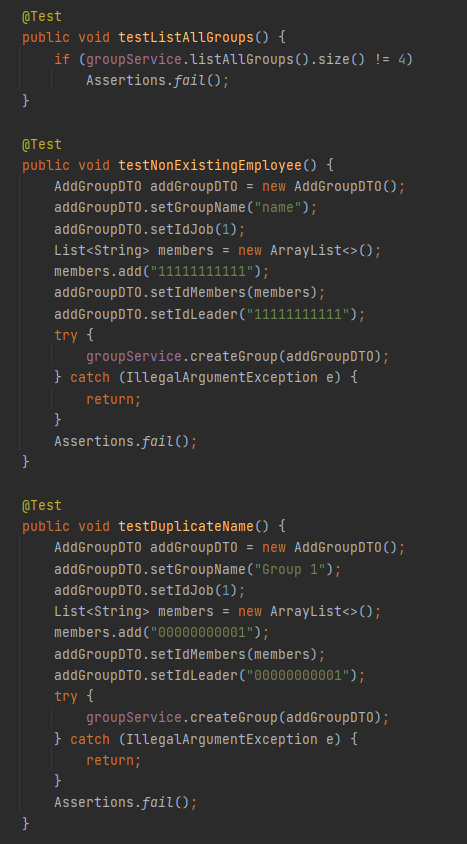 @Test
public void testListAllGroups() {
    if (groupService.listAllGroups().size() != 4)
        Assertions.fail();
}

@Test
public void testNonExistingEmployee() {
    AddGroupDTO addGroupDTO = new AddGroupDTO();
    addGroupDTO.setGroupName("name");
    addGroupDTO.setIdJob(1);
    List<String> members = new ArrayList<>();
    members.add("11111111111");
    addGroupDTO.setIdMembers(members);
    addGroupDTO.setIdLeader("11111111111");
    try {
        groupService.createGroup(addGroupDTO);
    } catch (IllegalArgumentException e) {
        return;
    }
    Assertions.fail();
}

@Test
public void testDuplicateName() {
    AddGroupDTO addGroupDTO = new AddGroupDTO();
    addGroupDTO.setGroupName("Group 1");
    addGroupDTO.setIdJob(1);
    List<String> members = new ArrayList<>();
    members.add("00000000001");
    addGroupDTO.setIdMembers(members);
    addGroupDTO.setIdLeader("00000000001");
    try {
        groupService.createGroup(addGroupDTO);
    } catch (IllegalArgumentException e) {
        return;
    }
    Assertions.fail();
}